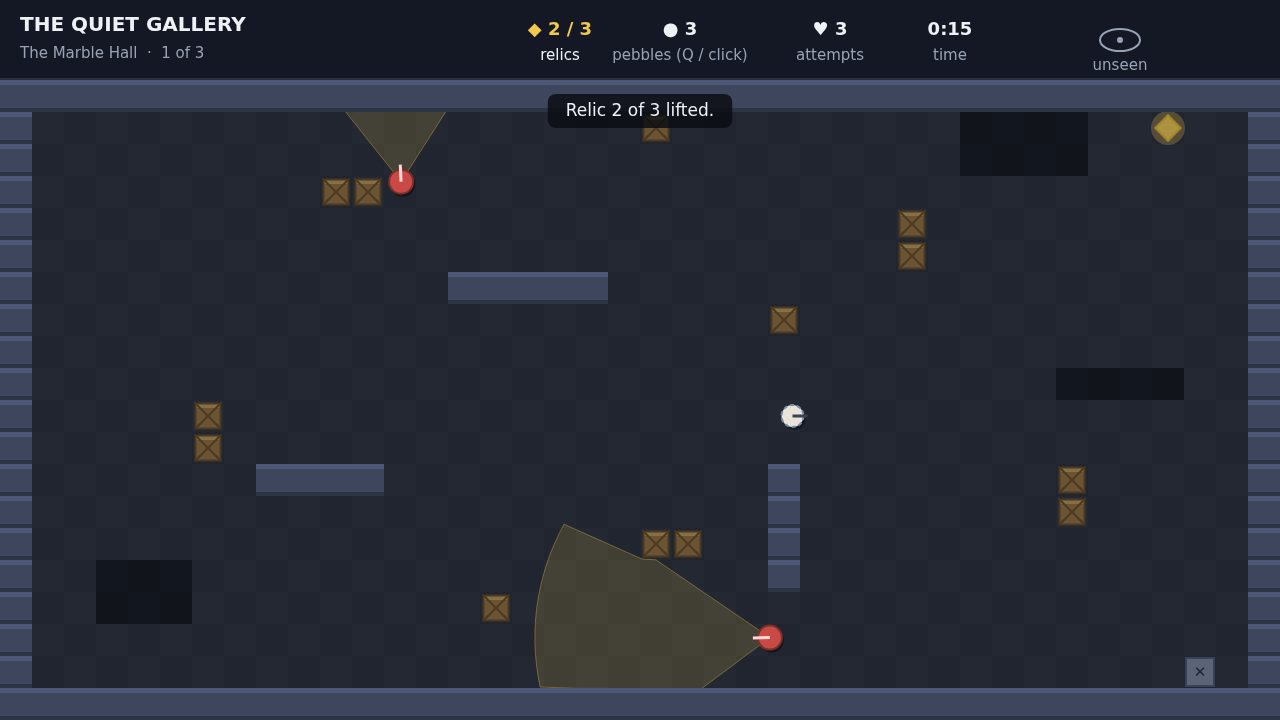 THE QUIET GALLERY
The Marble Hall · 1 of 3
◆ 2 / 3
relics
● 3
pebbles (Q / click)
♥ 3
attempts
0:15
time
unseen
Relic 2 of 3 lifted.
✕